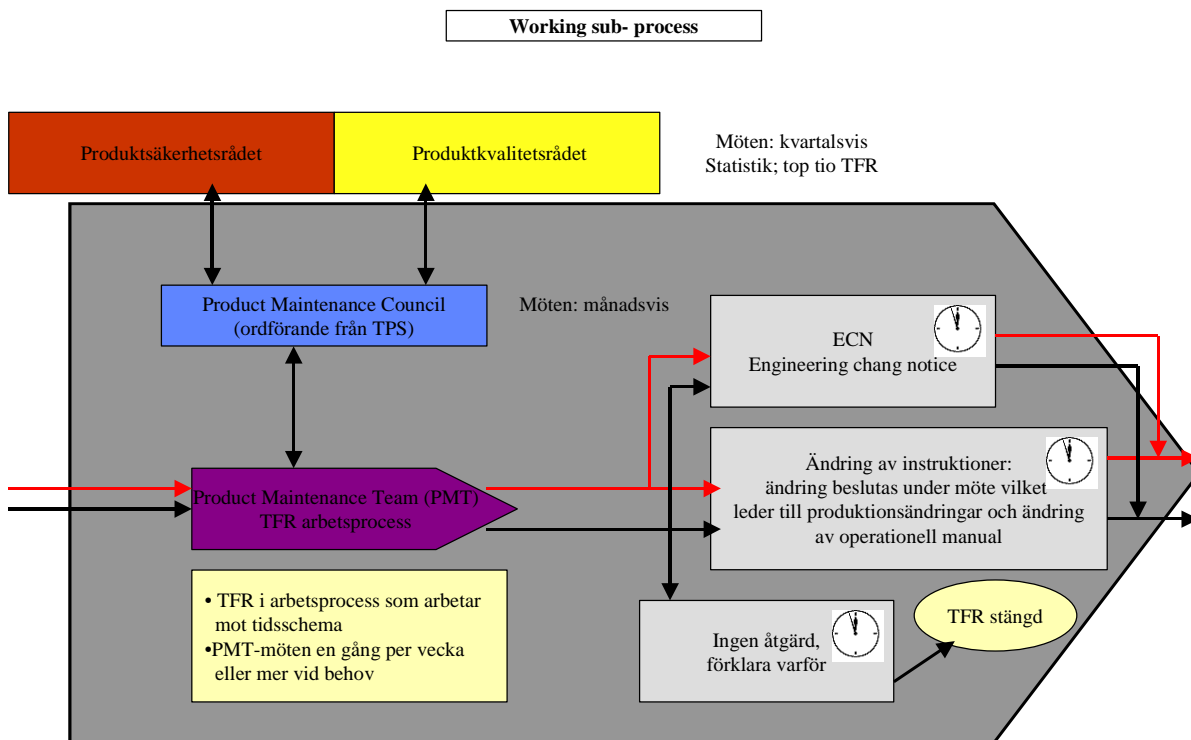 Working sub- process
Produktsäkerhetsrådet
Produktkvalitetsrådet
Möten: kvartalsvis
Statistik; top tio TFR
Product Maintenance Council
(ordförande från TPS)
Möten: månadsvis
ECN
Engineering chang notice
Product Maintenance Team (PMT)
TFR arbetsprocess
Ändring av instruktioner:
ändring beslutas under möte vilket
leder till produktionsändringar och ändring
av operationell manual
• TFR i arbetsprocess som arbetar
mot tidsschema
•PMT-möten en gång per vecka
eller mer vid behov
Ingen åtgärd,
förklara varför
TFR stängd